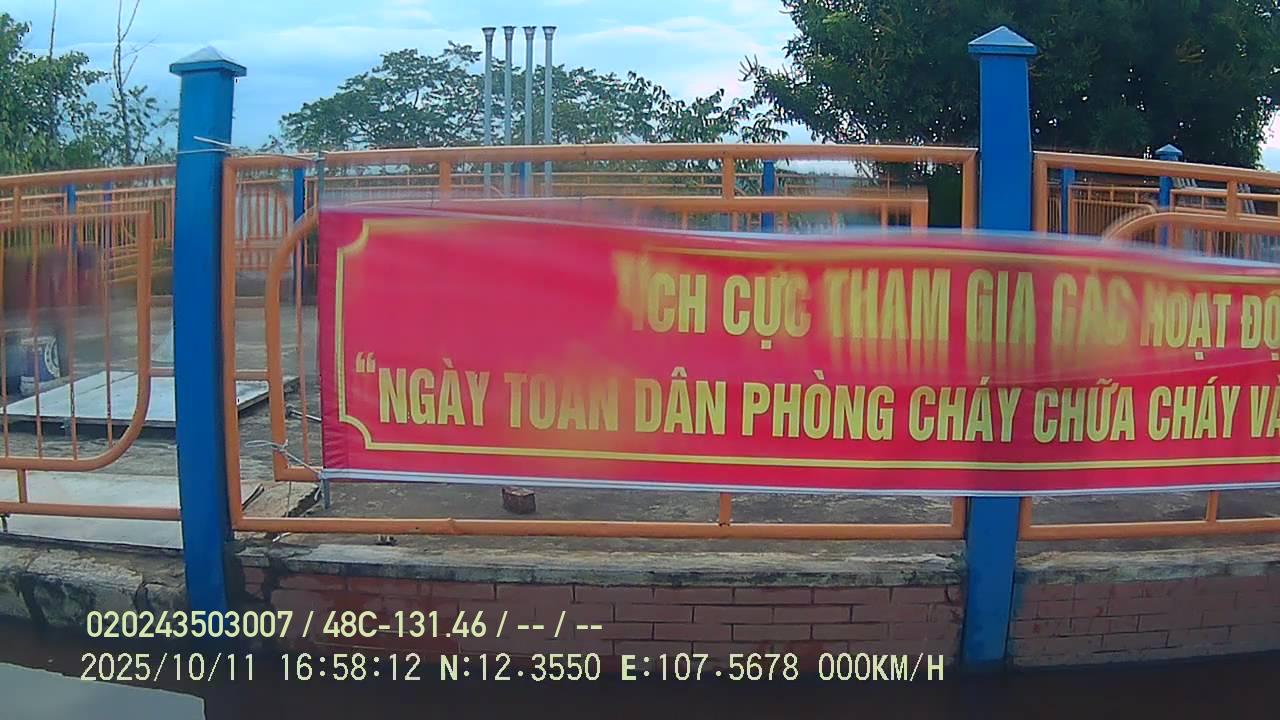 TÍCH CỰC THAM GIA CÁC HOẠT ĐỘ
“NGÀY TOÀN DÂN PHÒNG CHÁY CHỮA CHÁY VÀ
020243503007 / 48C-131.46 / -- / --
2025/10/11 16:58:12 N:12.3550 E:107.5678 000KM/H